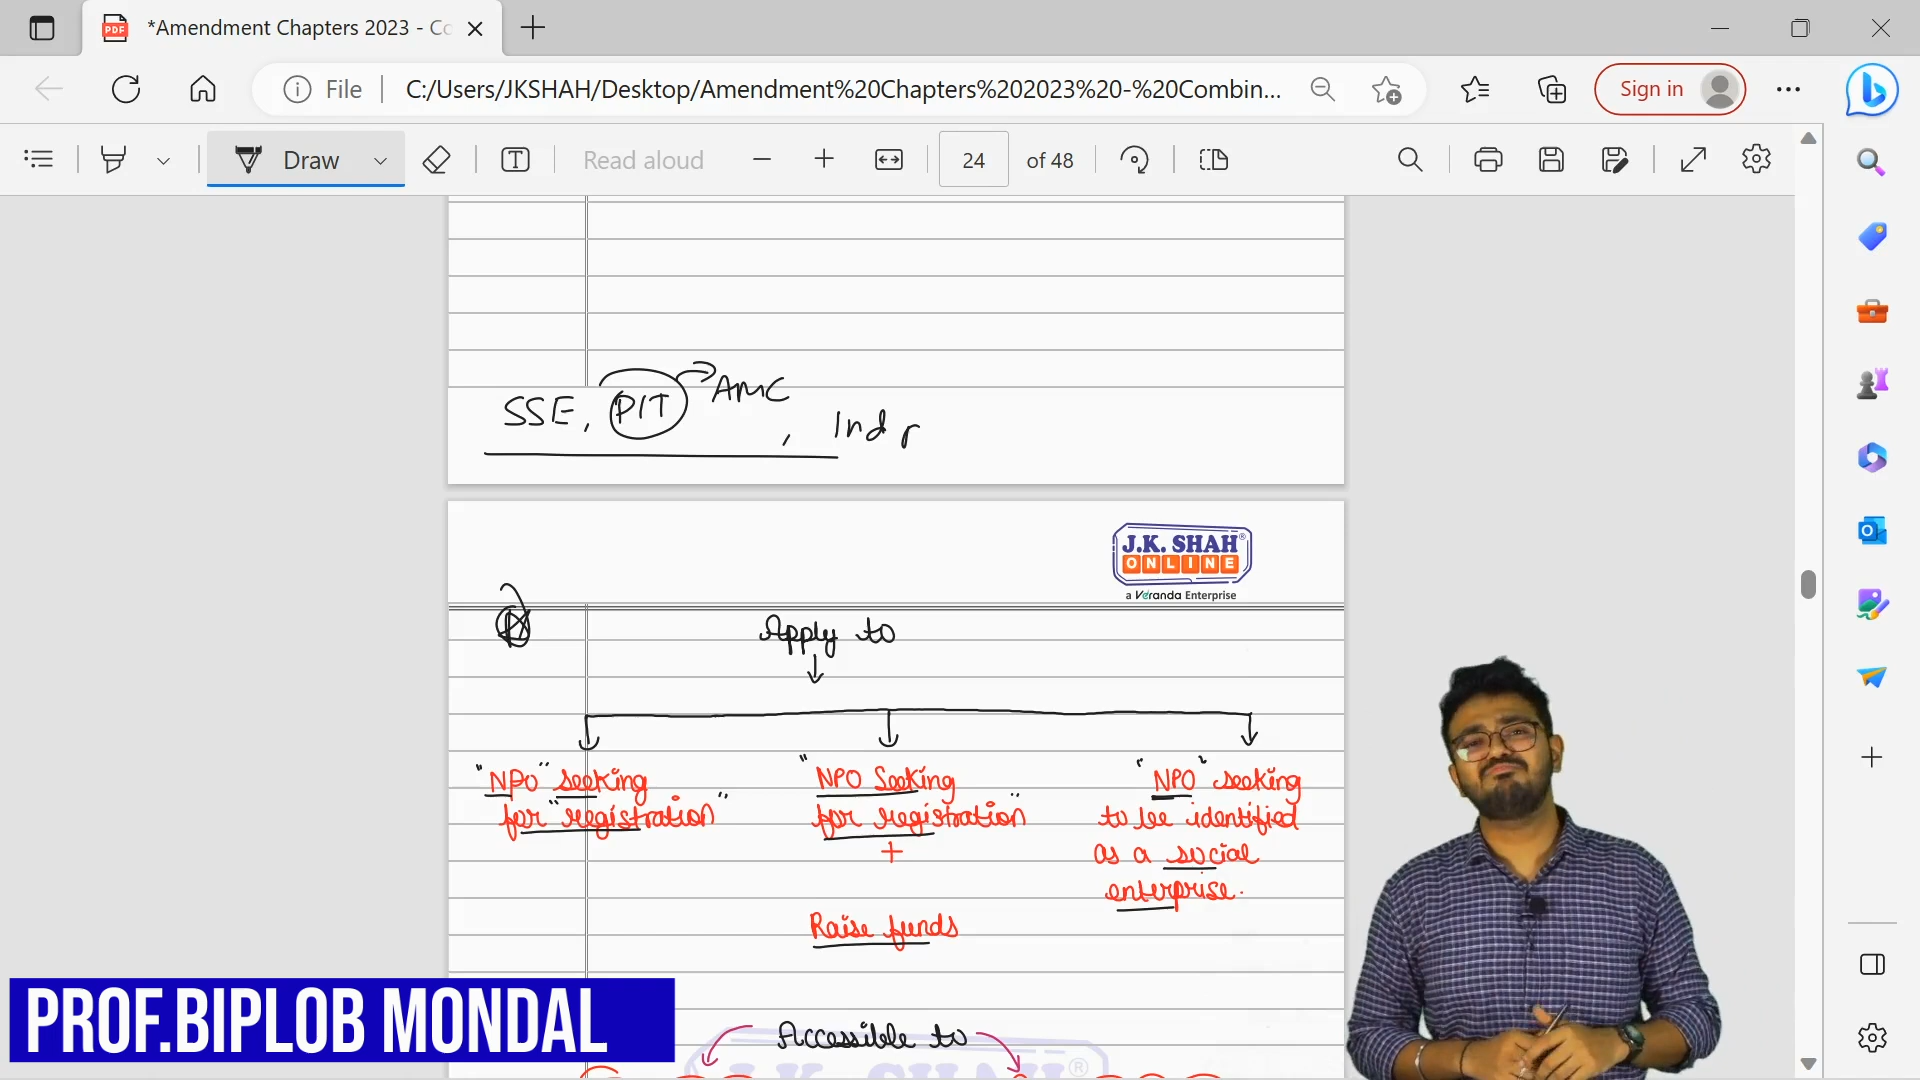 *Amendment Chapters 2023 - Co
File
C:/Users/JKSHAH/Desktop/Amendment%20Chapters%202023%20-%20Combin...
Sign in
Draw
Read aloud
24
of 48
SSE, PIT AMC
, Ind r
J.K. SHAH®
ONLINE
a Veranda Enterprise
Apply to
"NPO" seeking
for "registration"
"NPO Seeking
for registration"
+
Raise funds
"NPO" seeking
to be identified
as a social
enterprise.
Accessible to
J.K. SHAH ®
PROF.BIPLOB MONDAL